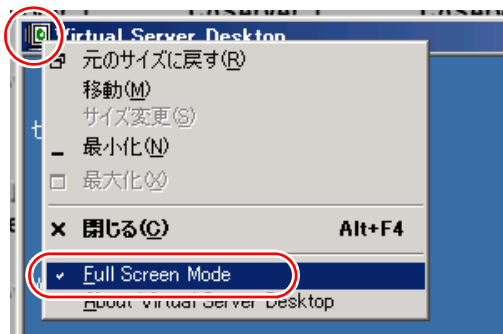 Virtual Server Desktop
元のサイズに戻す(R)
移動(M)
サイズ変更(S)
最小化(N)
最大化(X)
閉じる(C) Alt+F4
Full Screen Mode
About Virtual Server Desktop